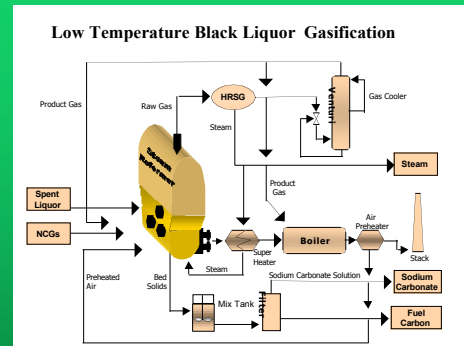 Low Temperature Black Liquor Gasification
Product Gas
Raw Gas
HRSG
Steam
Venturi
Gas Cooler
Steam
Reformer
Steam
Product
Gas
Spent
Liquor
NCGs
Air
Preheater
Boiler
Stack
Super
Heater
Steam
Preheated
Air
Bed
Solids
Sodium Carbonate Solution
Sodium
Carbonate
Mix Tank
Filter
Fuel
Carbon